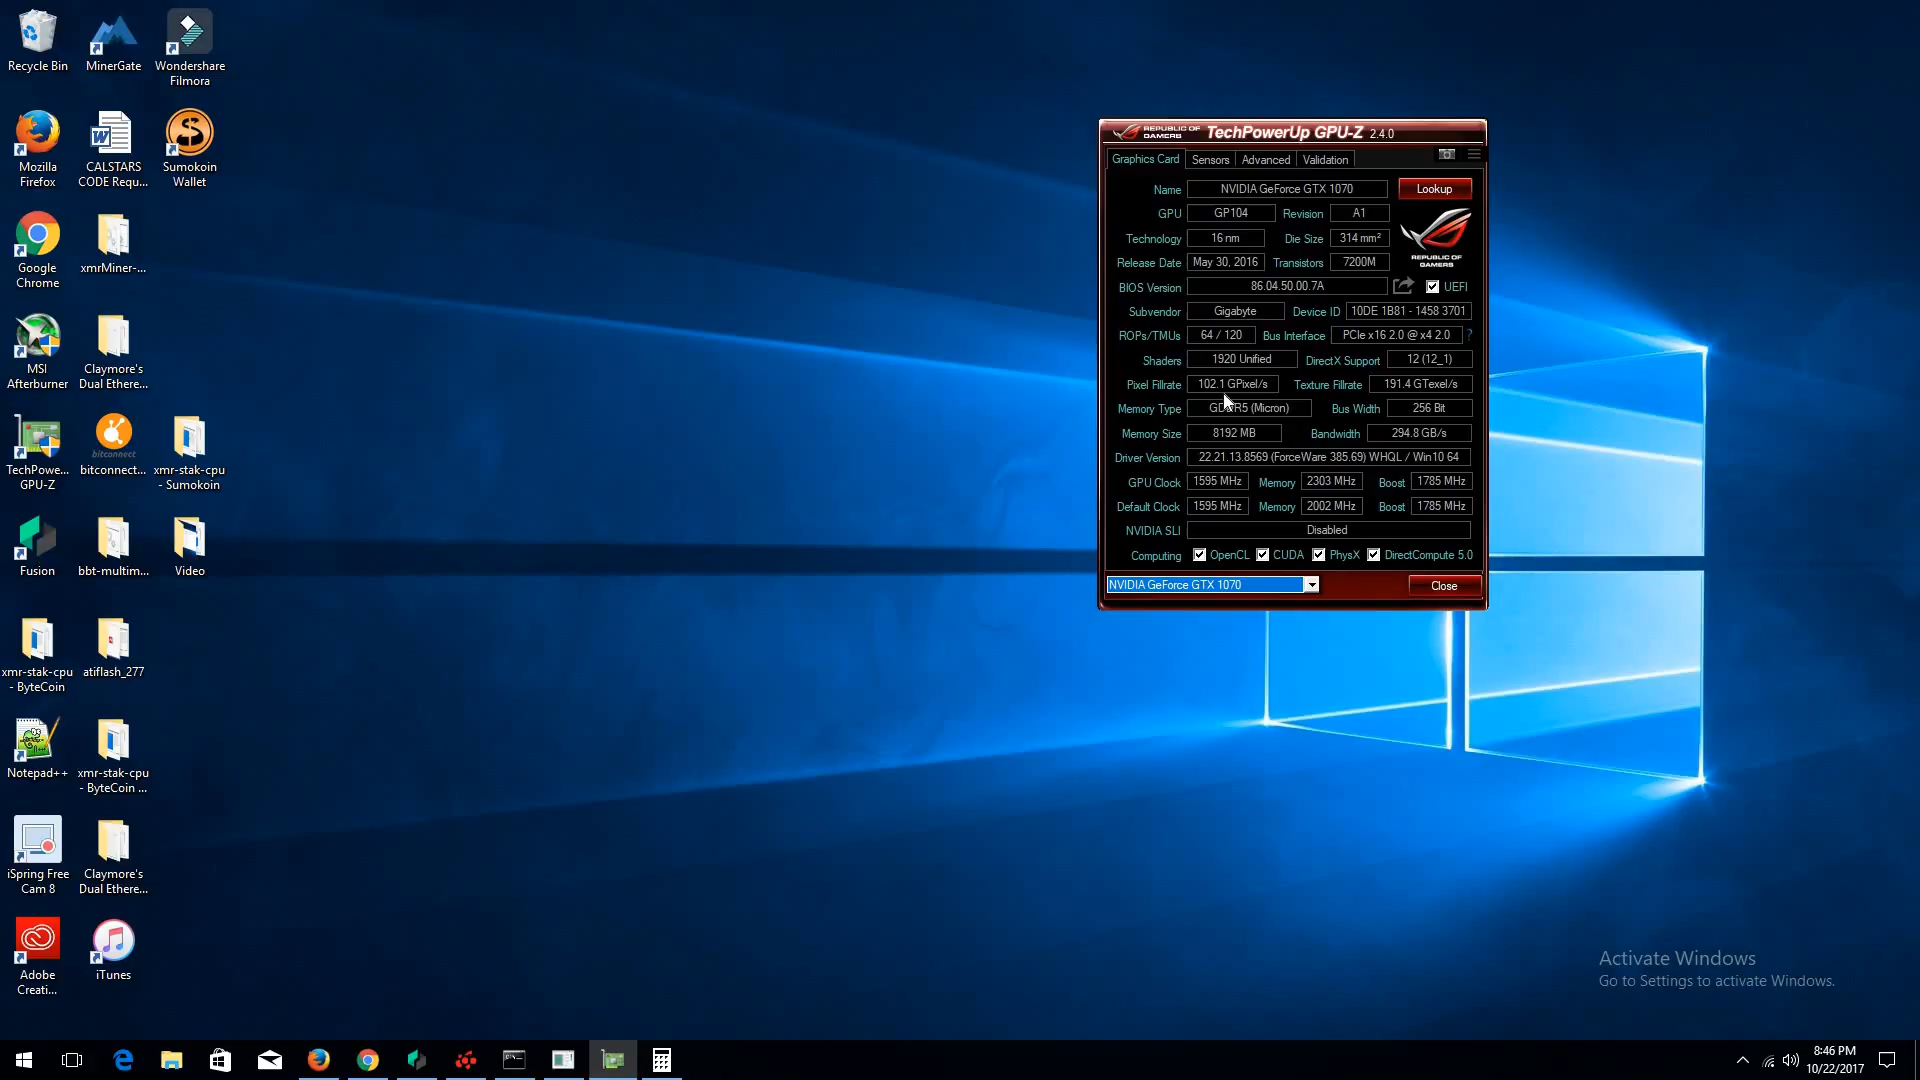 Recycle Bin
MinerGate
Wondershare
Filmora
Mozilla
Firefox
CALSTARS
CODE Requ...
Sumokoin
Wallet
Google
Chrome
xmrMiner-...
MSI
Afterburner
Claymore's
Dual Ethere...
TechPowe...
GPU-Z
bitconnect
bitconnect...
xmr-stak-cpu
- Sumokoin
Fusion
bbt-multim...
Video
xmr-stak-cpu
- ByteCoin
atiflash_277
Notepad++
xmr-stak-cpu
- ByteCoin ...
iSpring Free
Cam 8
Claymore's
Dual Ethere...
Adobe
Creati...
iTunes
REPUBLIC OF
GAMERS
TechPowerUp GPU-Z 2.4.0
Graphics Card Sensors Advanced Validation
Name NVIDIA GeForce GTX 1070 Lookup
GPU GP104 Revision A1
Technology 16 nm Die Size 314 mm²
REPUBLIC OF
GAMERS
Release Date May 30, 2016 Transistors 7200M
BIOS Version 86.04.50.00.7A UEFI
Subvendor Gigabyte Device ID 10DE 1B81 - 1458 3701
ROPs/TMUs 64 / 120 Bus Interface PCIe x16 2.0 @ x4 2.0 ?
Shaders 1920 Unified DirectX Support 12 (12_1)
Pixel Fillrate 102.1 GPixel/s Texture Fillrate 191.4 GTexel/s
Memory Type (Micron) Bus Width 256 Bit
Memory Size 8192 MB Bandwidth 294.8 GB/s
Driver Version 22.21.13.8569 (ForceWare 385.69) WHQL / Win10 64
GPU Clock 1595 MHz Memory 2303 MHz Boost 1785 MHz
Default Clock 1595 MHz Memory 2002 MHz Boost 1785 MHz
NVIDIA SLI Disabled
Computing OpenCL CUDA PhysX DirectCompute 5.0
NVIDIA GeForce GTX 1070 Close
Activate Windows
Go to Settings to activate Windows.
8:46 PM
10/22/2017